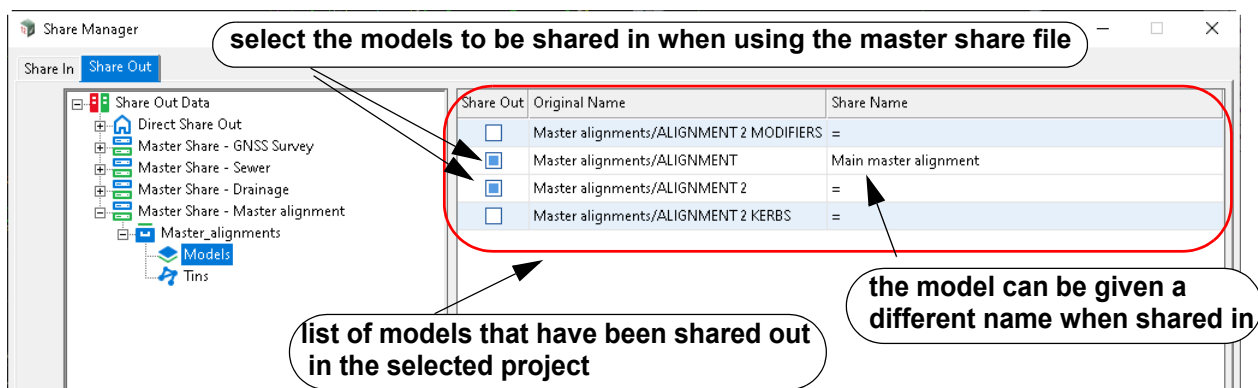 Share Manager
select the models to be shared in when using the master share file
Share In Share Out
Share Out Data
Direct Share Out
Master Share - GNSS Survey
Master Share - Sewer
Master Share - Drainage
Master Share - Master alignment
Master_alignments
Models
Tins
Share Out Original Name Share Name
Master alignments/ALIGNMENT 2 MODIFIERS =
Master alignments/ALIGNMENT Main master alignment
Master alignments/ALIGNMENT 2 =
Master alignments/ALIGNMENT 2 KERBS =
the model can be given a
different name when shared in
list of models that have been shared out
in the selected project